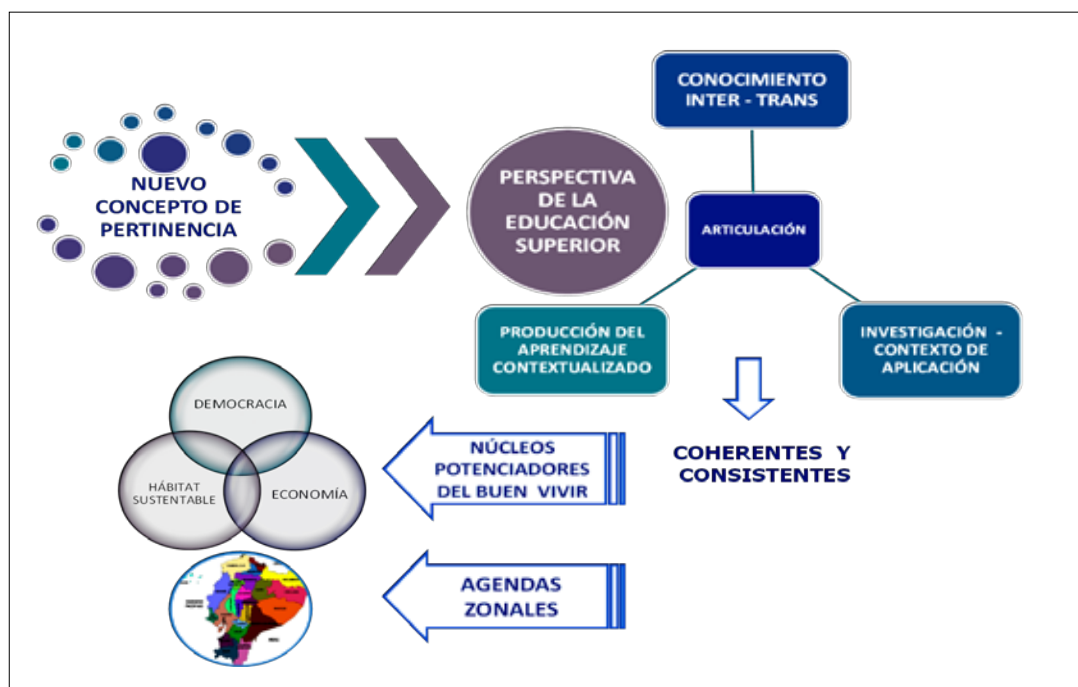 NUEVO
CONCEPTO DE
PERTINENCIA
PERSPECTIVA
DE LA
EDUCACIÓN
SUPERIOR
CONOCIMIENTO
INTER - TRANS
ARTICULACIÓN
PRODUCCIÓN DEL
APRENDIZAJE
CONTEXTUALIZADO
INVESTIGACIÓN -
CONTEXTO DE
APLICACIÓN
COHERENTES Y
CONSISTENTES
NÚCLEOS
POTENCIADORES
DEL BUEN VIVIR
DEMOCRACIA
HÁBITAT
SUSTENTABLE
ECONOMÍA
AGENDAS
ZONALES